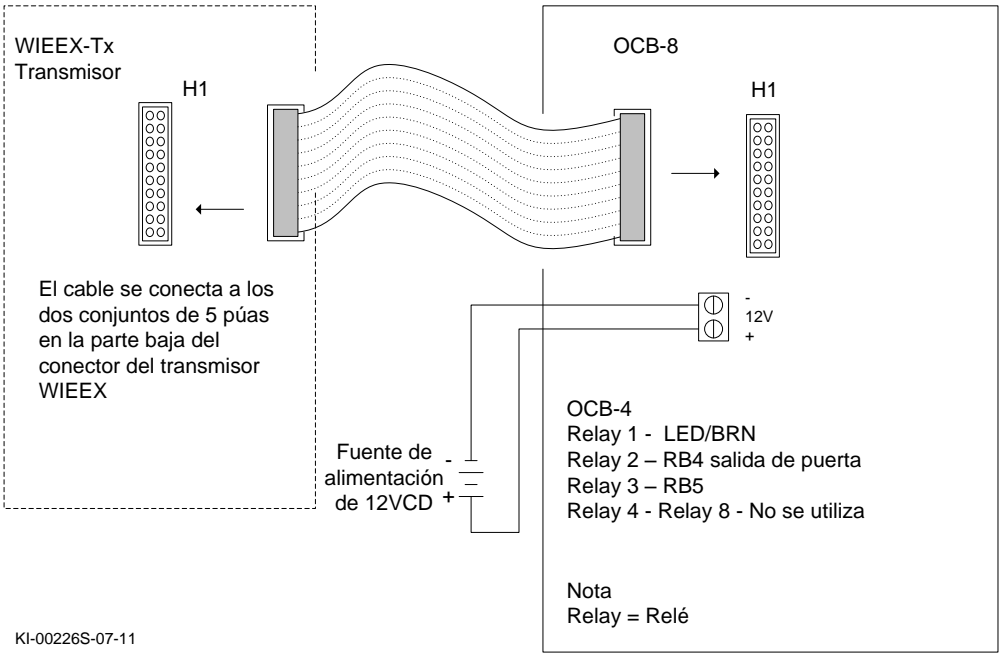 WIEEX-Tx
Transmisor
H1
OCB-8
H1
El cable se conecta a los
dos conjuntos de 5 púas
en la parte baja del
conector del transmisor
WIEEX
-
12V
+
Fuente de
alimentación
de 12VCD
-
+
OCB-4
Relay 1 - LED/BRN
Relay 2 – RB4 salida de puerta
Relay 3 – RB5
Relay 4 - Relay 8 - No se utiliza
Nota
Relay = Relé
KI-00226S-07-11